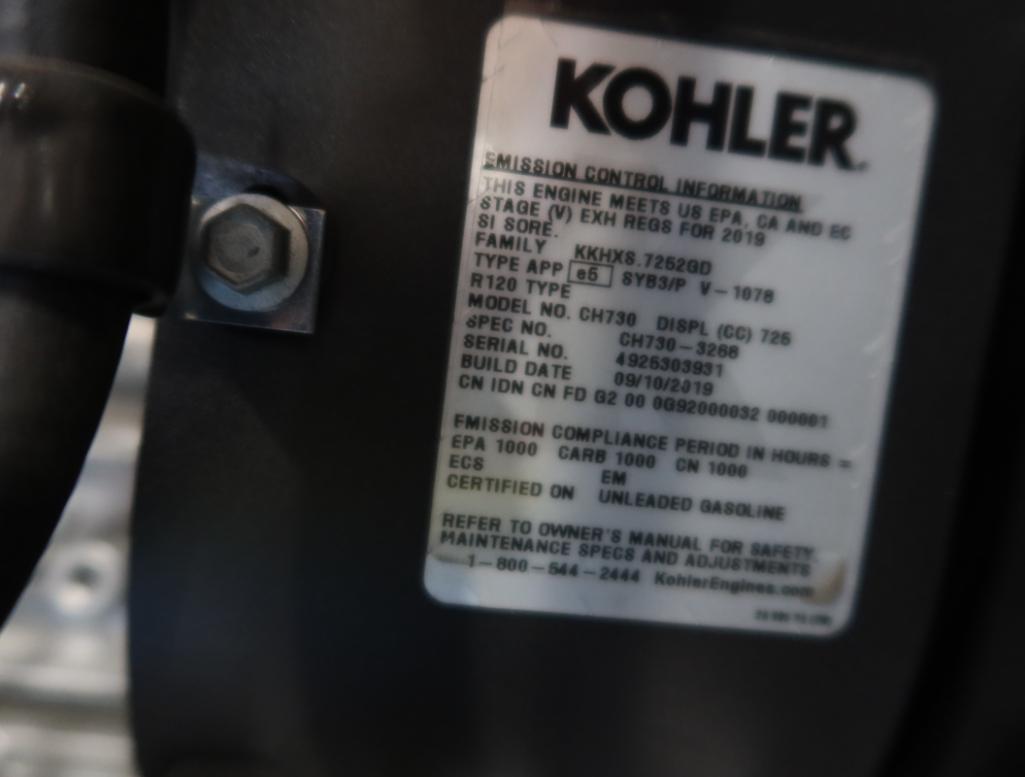 KOHLER
EMISSION CONTROL INFORMATION
THIS ENGINE MEETS US EPA, CA AND EC
STAGE (V) EXH REGS FOR 2019
SI SORE.
FAMILY KKHXS.7252GD
TYPE APP e5 SYB3/P V-1078
R120 TYPE
MODEL NO. CH730 DISPL (CC) 725
SPEC NO. CH730-3268
SERIAL NO. 4925303931
BUILD DATE 09/10/2019
CN IDN CN FD G2 00 0G92000032 000001
EMISSION COMPLIANCE PERIOD IN HOURS =
EPA 1000 CARB 1000 CN 1000
ECS EM
CERTIFIED ON UNLEADED GASOLINE
REFER TO OWNER'S MANUAL FOR SAFETY,
MAINTENANCE SPECS AND ADJUSTMENTS
1-800-544-2444 KohlerEngines.com